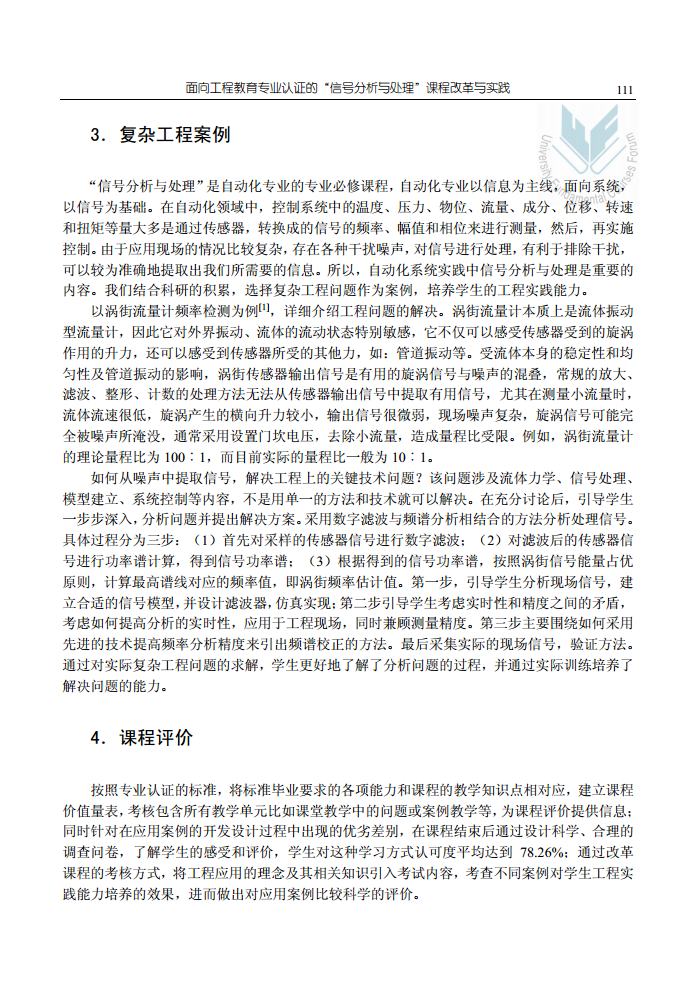 面向工程教育专业认证的“信号分析与处理”课程改革与实践 111
University Fundamental Courses Forum
3．复杂工程案例
“信号分析与处理”是自动化专业的专业必修课程，自动化专业以信息为主线，面向系统，
以信号为基础。在自动化领域中，控制系统中的温度、压力、物位、流量、成分、位移、转速
和扭矩等量大多是通过传感器，转换成的信号的频率、幅值和相位来进行测量，然后，再实施
控制。由于应用现场的情况比较复杂，存在各种干扰噪声，对信号进行处理，有利于排除干扰，
可以较为准确地提取出我们所需要的信息。所以，自动化系统实践中信号分析与处理是重要的
内容。我们结合科研的积累，选择复杂工程问题作为案例，培养学生的工程实践能力。
以涡街流量计频率检测为例[1]，详细介绍工程问题的解决。涡街流量计本质上是流体振动
型流量计，因此它对外界振动、流体的流动状态特别敏感，它不仅可以感受传感器受到的旋涡
作用的升力，还可以感受到传感器所受的其他力，如：管道振动等。受流体本身的稳定性和均
匀性及管道振动的影响，涡街传感器输出信号是有用的旋涡信号与噪声的混叠，常规的放大、
滤波、整形、计数的处理方法无法从传感器输出信号中提取有用信号，尤其在测量小流量时，
流体流速很低，旋涡产生的横向升力较小，输出信号很微弱，现场噪声复杂，旋涡信号可能完
全被噪声所淹没，通常采用设置门坎电压，去除小流量，造成量程比受限。例如，涡街流量计
的理论量程比为 100∶1，而目前实际的量程比一般为 10∶1。
如何从噪声中提取信号，解决工程上的关键技术问题？该问题涉及流体力学、信号处理、
模型建立、系统控制等内容，不是用单一的方法和技术就可以解决。在充分讨论后，引导学生
一步步深入，分析问题并提出解决方案。采用数字滤波与频谱分析相结合的方法分析处理信号。
具体过程分为三步：（1）首先对采样的传感器信号进行数字滤波；（2）对滤波后的传感器信
号进行功率谱计算，得到信号功率谱；（3）根据得到的信号功率谱，按照涡街信号能量占优
原则，计算最高谱线对应的频率值，即涡街频率估计值。第一步，引导学生分析现场信号，建
立合适的信号模型，并设计滤波器，仿真实现；第二步引导学生考虑实时性和精度之间的矛盾，
考虑如何提高分析的实时性，应用于工程现场，同时兼顾测量精度。第三步主要围绕如何采用
先进的技术提高频率分析精度来引出频谱校正的方法。最后采集实际的现场信号，验证方法。
通过对实际复杂工程问题的求解，学生更好地了解了分析问题的过程，并通过实际训练培养了
解决问题的能力。
4．课程评价
按照专业认证的标准，将标准毕业要求的各项能力和课程的教学知识点相对应，建立课程
价值量表，考核包含所有教学单元比如课堂教学中的问题或案例教学等，为课程评价提供信息；
同时针对在应用案例的开发设计过程中出现的优劣差别，在课程结束后通过设计科学、合理的
调查问卷，了解学生的感受和评价，学生对这种学习方式认可度平均达到 78.26%；通过改革
课程的考核方式，将工程应用的理念及其相关知识引入考试内容，考查不同案例对学生工程实
践能力培养的效果，进而做出对应用案例比较科学的评价。